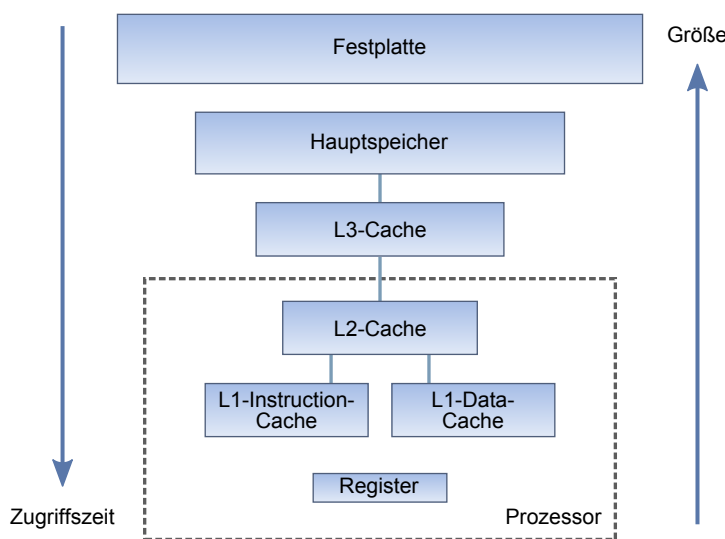 Festplatte
Größe
Hauptspeicher
L3-Cache
L2-Cache
L1-Instruction-
Cache
L1-Data-
Cache
Register
Zugriffszeit
Prozessor